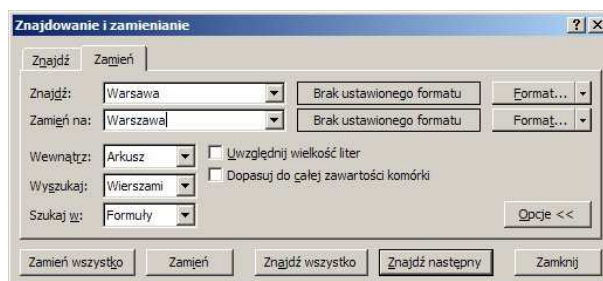 Znajdowanie i zamienianie
Znajdź Zamień
Znajdź: Warsawa Brak ustawionego formatu Format...
Zamień na: Warszawa Brak ustawionego formatu Format...
Wewnątrz: Arkusz Uwzględnij wielkość liter
Wyszukaj: Wierszami Dopasuj do całej zawartości komórki
Szukaj w: Formuły Opcje <<
Zamień wszystko Zamień Znajdź wszystko Znajdź następny Zamknij